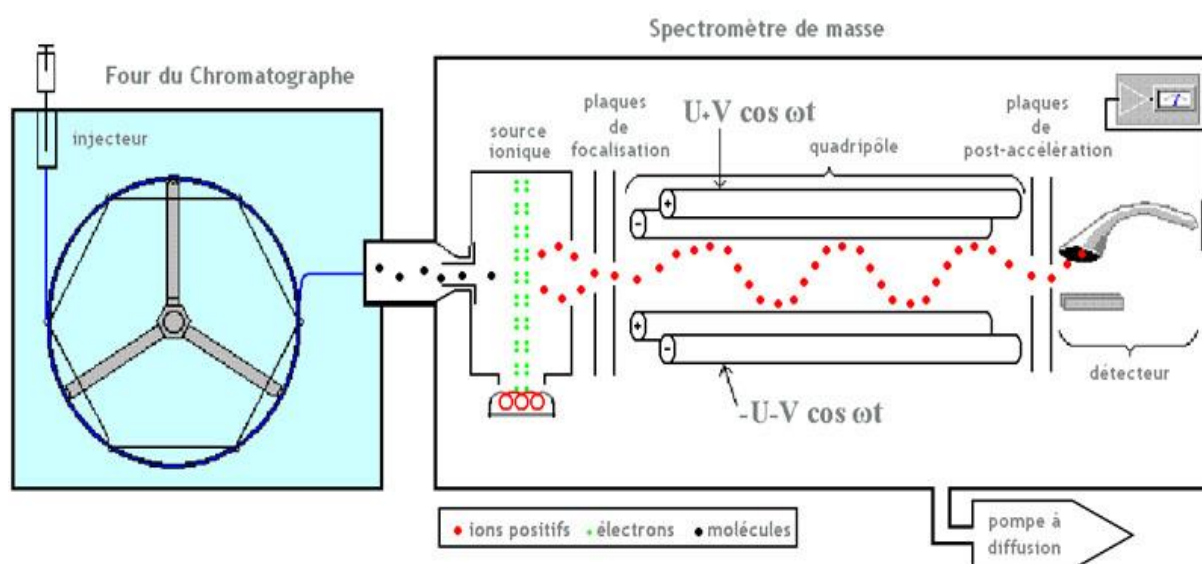 Spectromètre de masse
Four du Chromatographe
injecteur
source
ionique
plaques
de
focalisation
U+V cos ωt
quadripôle
plaques
de
post-accélération
+
-
+
-
-U-V cos ωt
détecteur
ions positifs électrons molécules
pompe à
diffusion